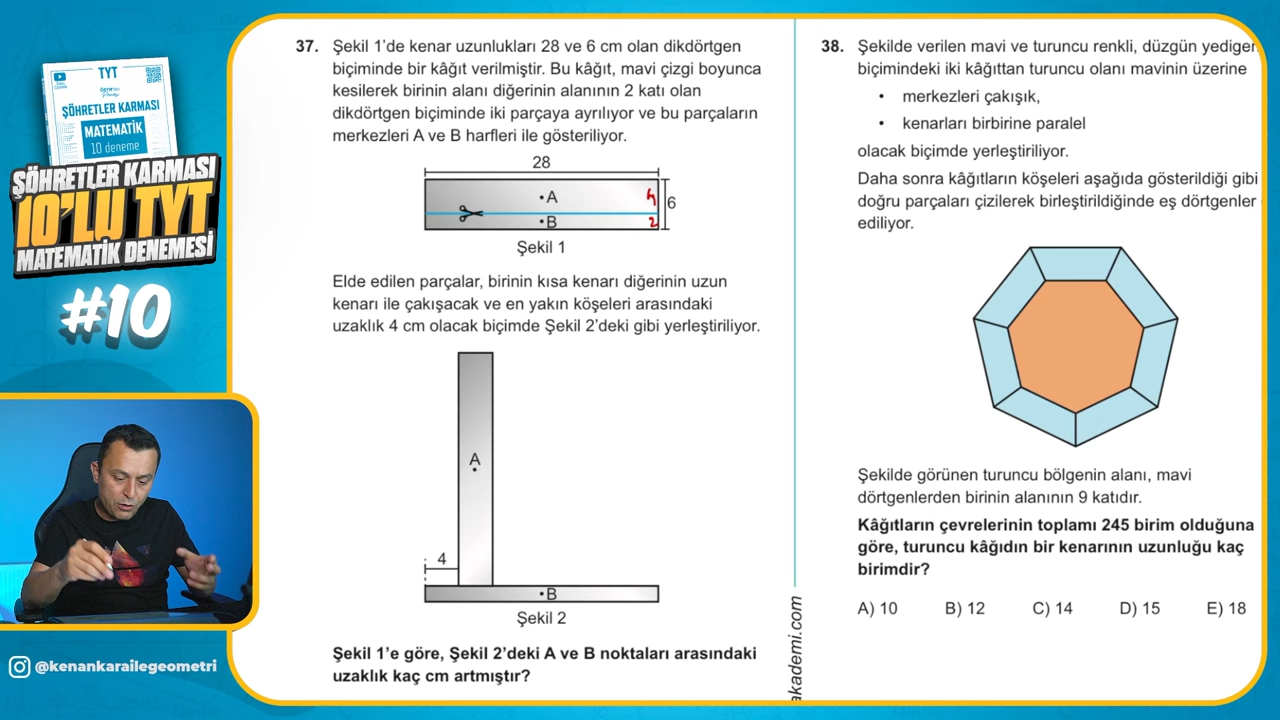 TYT
ŞÖHRETLER KARMASI
MATEMATİK
10 deneme
ŞÖHRETLER KARMASI
10'LU TYT
MATEMATİK DENEMESİ
#10
@kenankarailegeometri
37. Şekil 1'de kenar uzunlukları 28 ve 6 cm olan dikdörtgen
biçiminde bir kâğıt verilmiştir. Bu kâğıt, mavi çizgi boyunca
kesilerek birinin alanı diğerinin alanının 2 katı olan
dikdörtgen biçiminde iki parçaya ayrılıyor ve bu parçaların
merkezleri A ve B harfleri ile gösteriliyor.
28
A
4
6
B
2
Şekil 1
Elde edilen parçalar, birinin kısa kenarı diğerinin uzun
kenarı ile çakışacak ve en yakın köşeleri arasındaki
uzaklık 4 cm olacak biçimde Şekil 2'deki gibi yerleştiriliyor.
A
4
B
Şekil 2
Şekil 1'e göre, Şekil 2'deki A ve B noktaları arasındaki
uzaklık kaç cm artmıştır?
akademi.com
38. Şekilde verilen mavi ve turuncu renkli, düzgün yedigen
biçimindeki iki kâğıttan turuncu olanı mavinin üzerine
• merkezleri çakışık,
• kenarları birbirine paralel
olacak biçimde yerleştiriliyor.
Daha sonra kâğıtların köşeleri aşağıda gösterildiği gibi
doğru parçaları çizilerek birleştirildiğinde eş dörtgenler
ediliyor.
Şekilde görünen turuncu bölgenin alanı, mavi
dörtgenlerden birinin alanının 9 katıdır.
Kâğıtların çevrelerinin toplamı 245 birim olduğuna
göre, turuncu kâğıdın bir kenarının uzunluğu kaç
birimdir?
A) 10 B) 12 C) 14 D) 15 E) 18